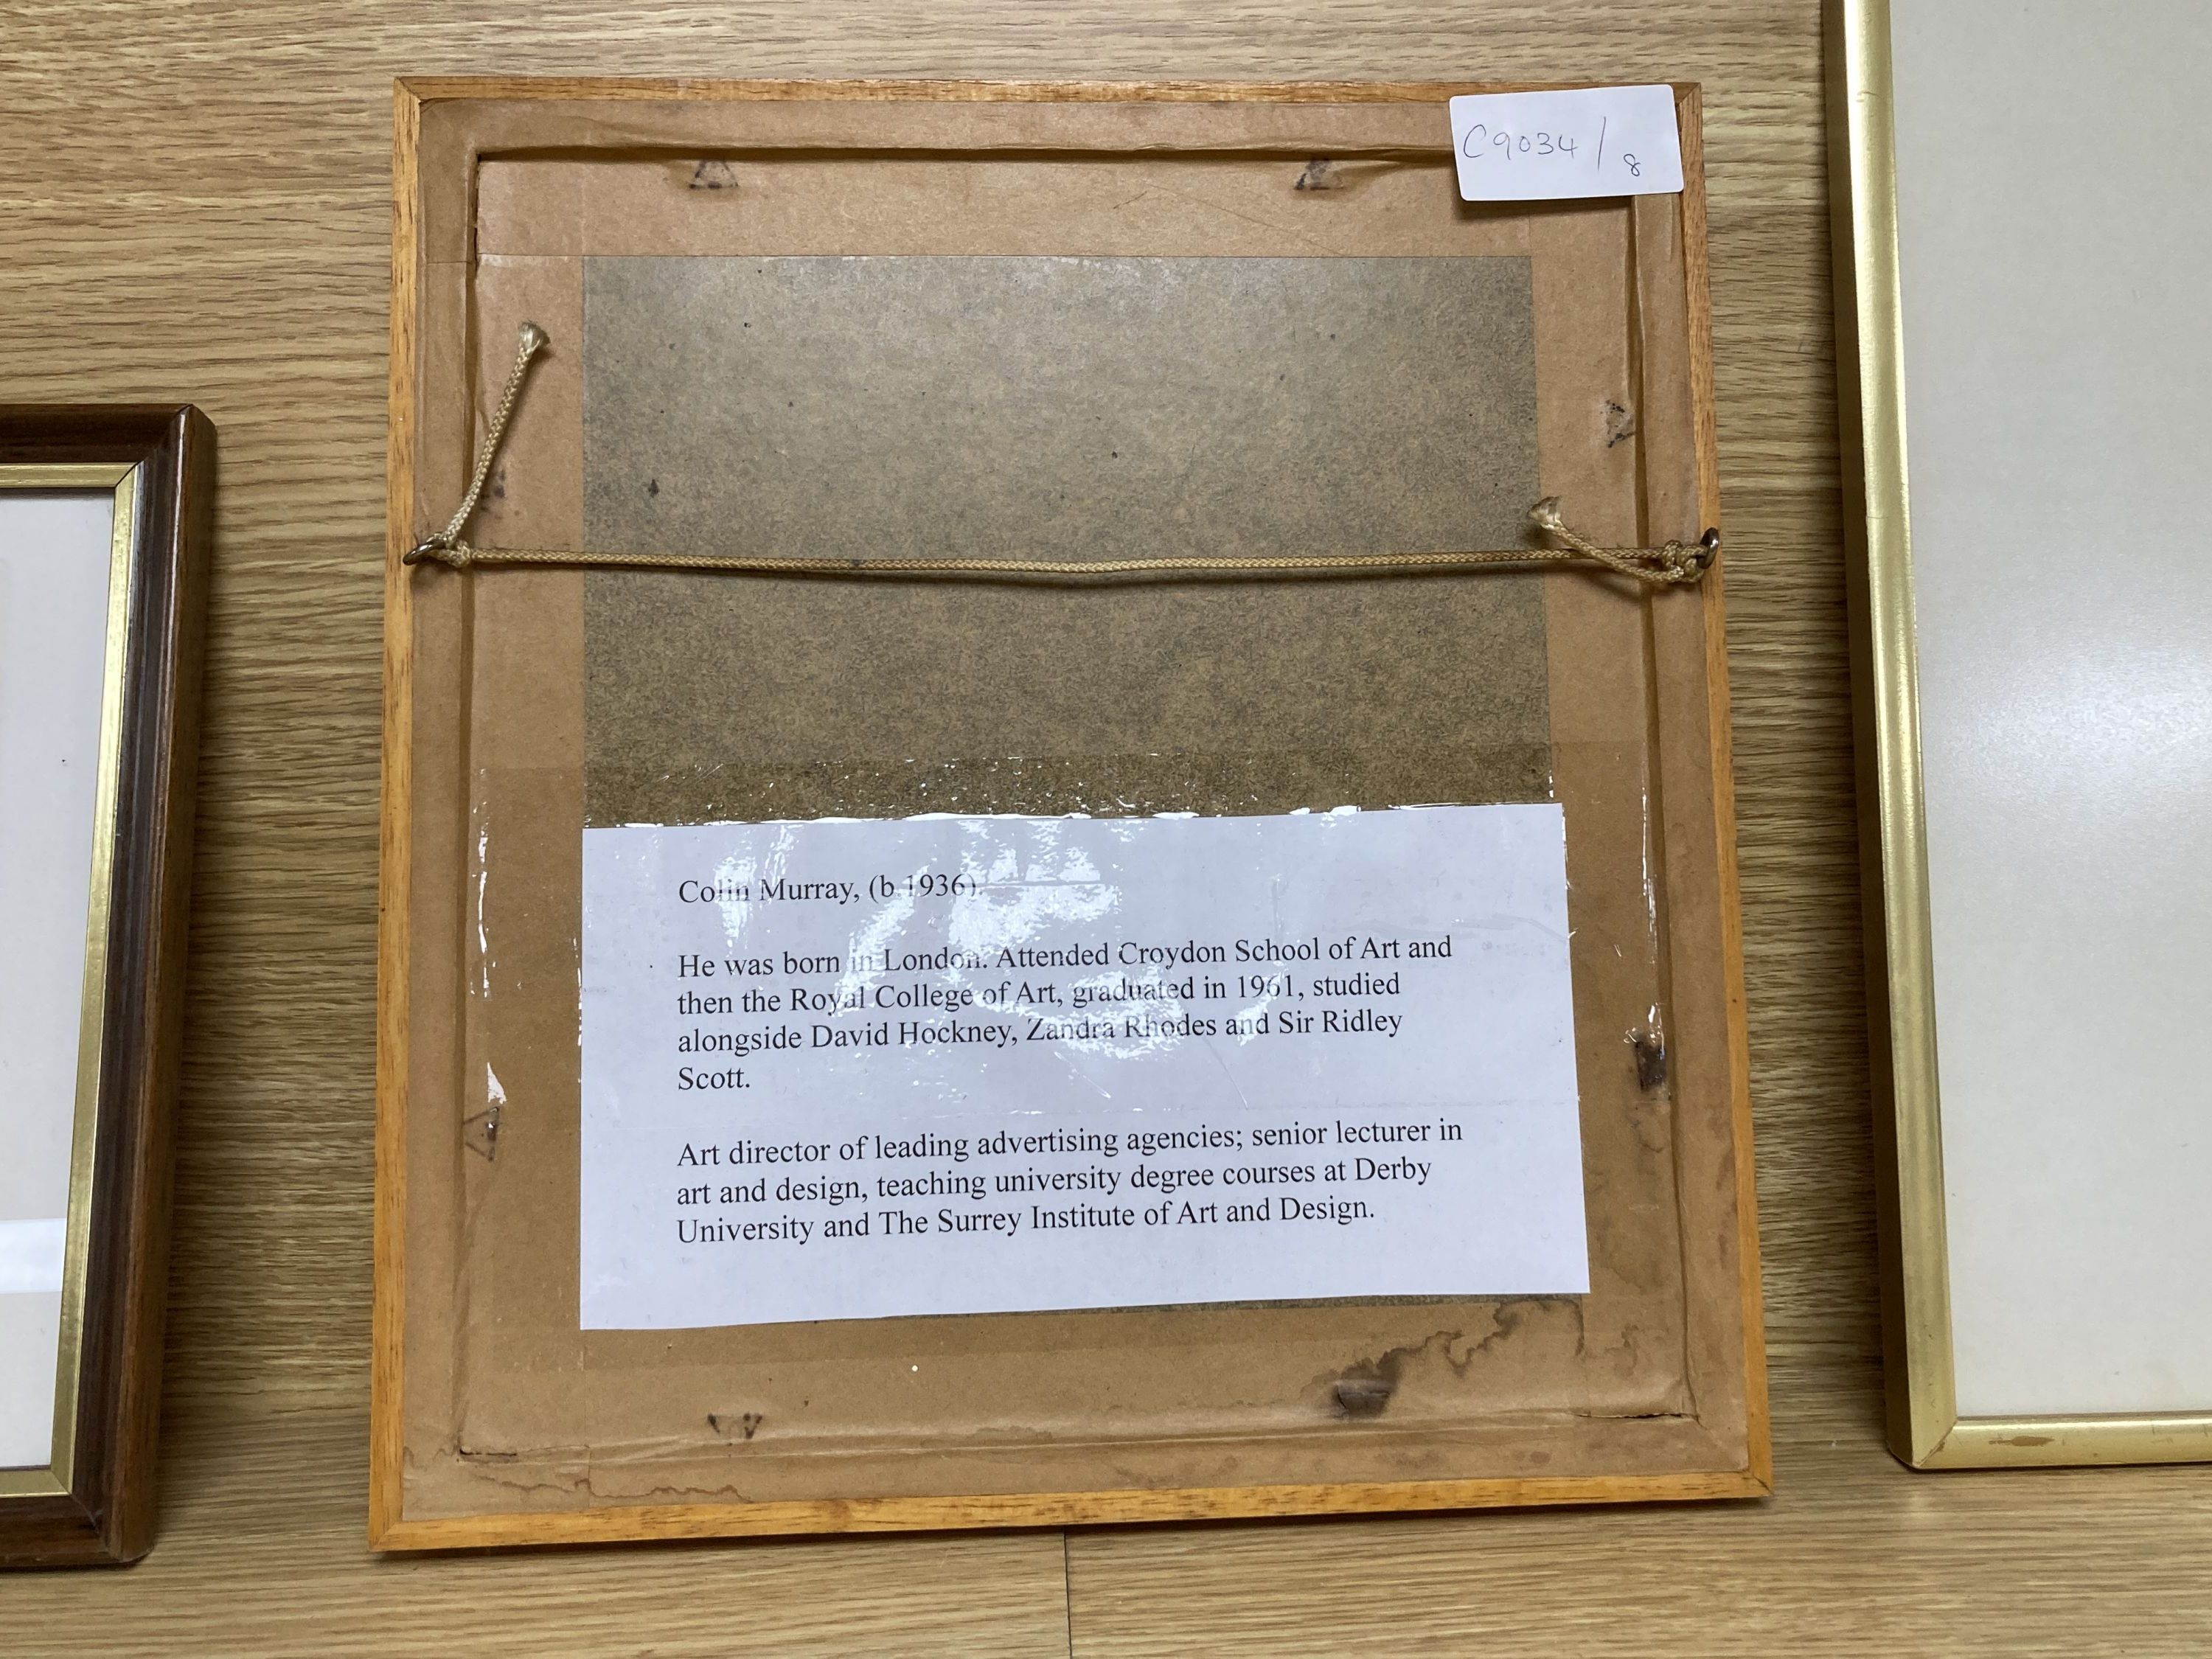 C9034/8
Colin Murray, (b 1936).
He was born in London. Attended Croydon School of Art and
then the Royal College of Art, graduated in 1961, studied
alongside David Hockney, Zandra Rhodes and Sir Ridley
Scott.
Art director of leading advertising agencies; senior lecturer in
art and design, teaching university degree courses at Derby
University and The Surrey Institute of Art and Design.